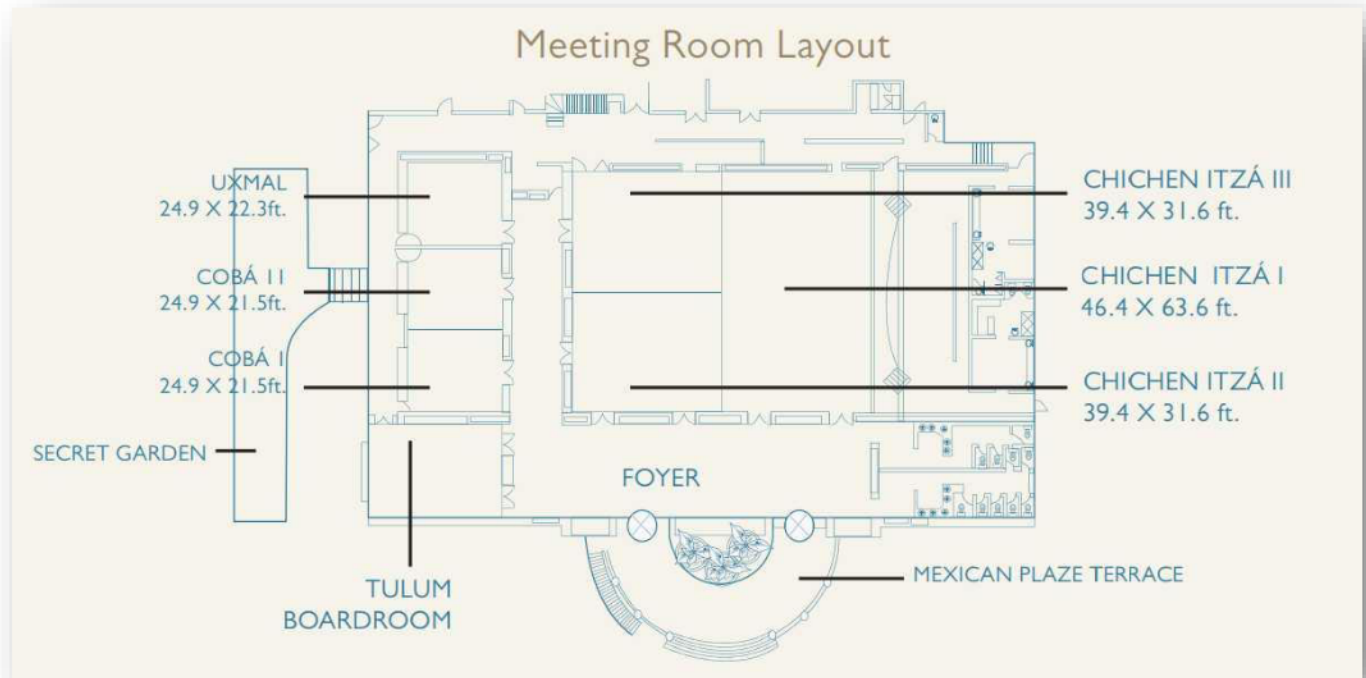 Meeting Room Layout
UXMAL
24.9 X 22.3ft.
COBÁ 11
24.9 X 21.5ft.
COBÁ 1
24.9 X 21.5ft.
SECRET GARDEN
TULUM
BOARDROOM
FOYER
CHICHEN ITZÁ III
39.4 X 31.6 ft.
CHICHEN ITZÁ I
46.4 X 63.6 ft.
CHICHEN ITZÁ II
39.4 X 31.6 ft.
MEXICAN PLAZE TERRACE